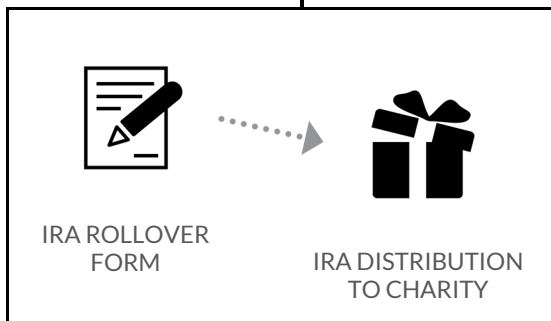 IRA ROLLOVER
FORM
IRA DISTRIBUTION
TO CHARITY